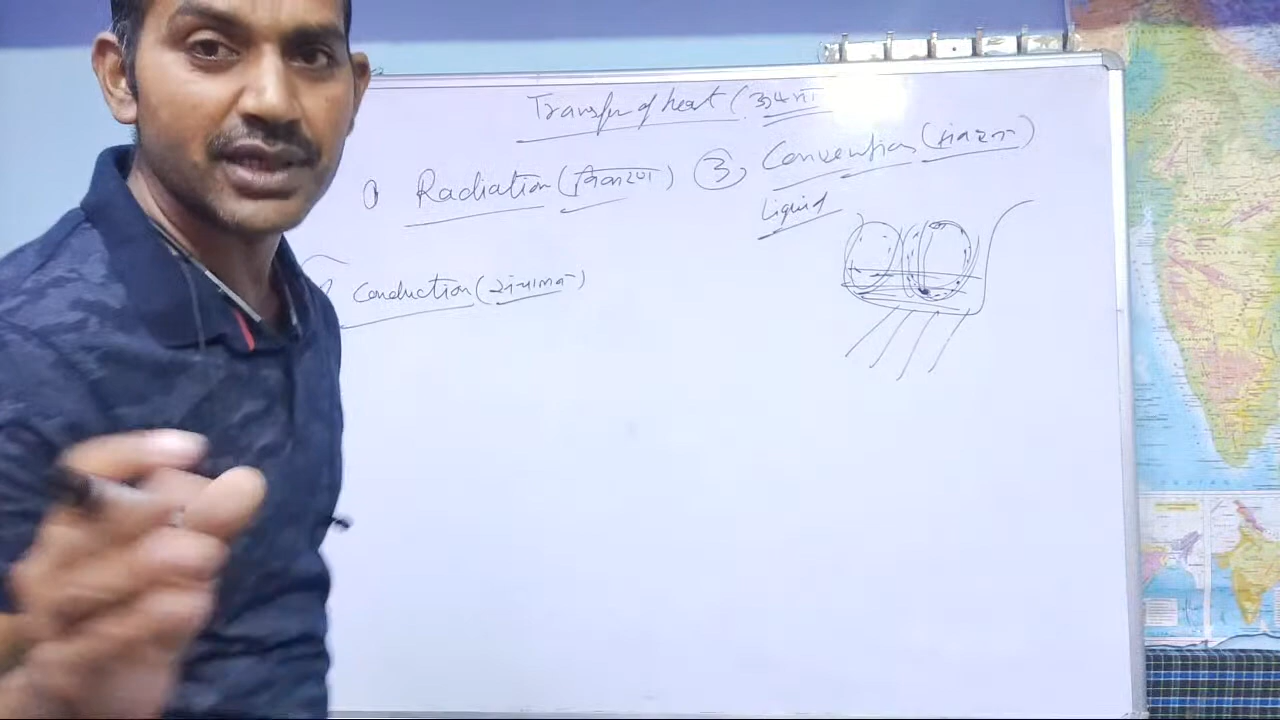 Transfer of heat (ऊष्मा
① Radiation (विकिरण)
Conduction (संचालन)
③, Convention (संवहन)
Liquid